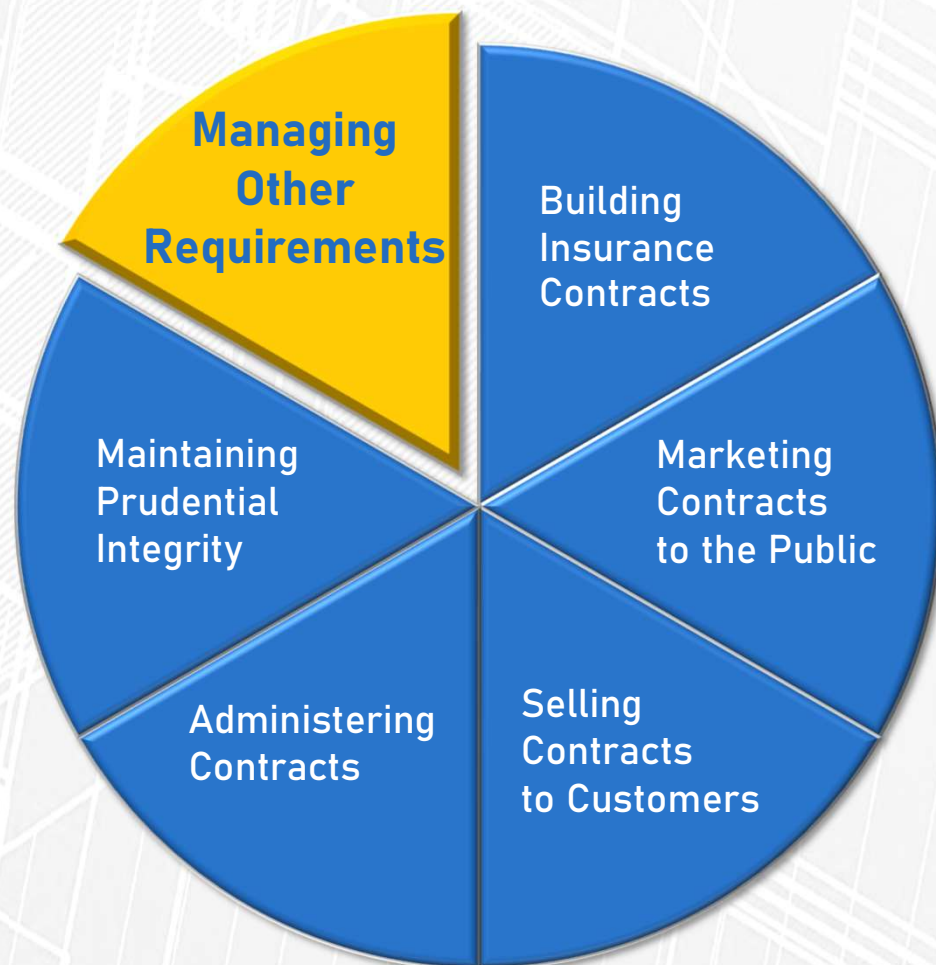 Managing
Other
Requirements
Building
Insurance
Contracts
Marketing
Contracts
to the Public
Selling
Contracts
to Customers
Administering
Contracts
Maintaining
Prudential
Integrity